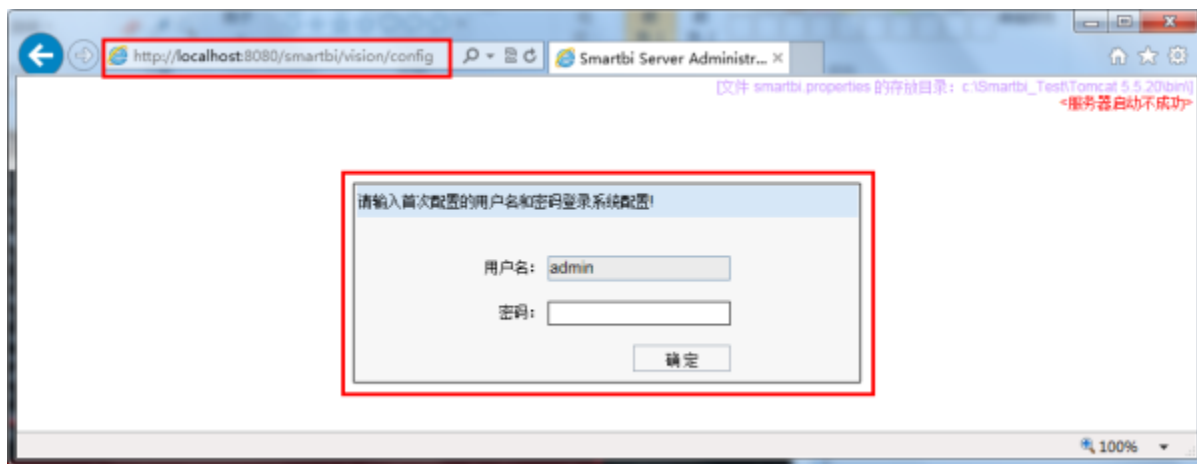 http://localhost:8080/smartbi/vision/config
Smartbi Server Administr...
[文件 smartbi.properties 的存放目录：c:\Smartbi_Test\Tomcat 5.5.20\bin\]
<服务器启动不成功>
请输入首次配置的用户名和密码登录系统配置!
用户名： admin
密码：
确定
100%